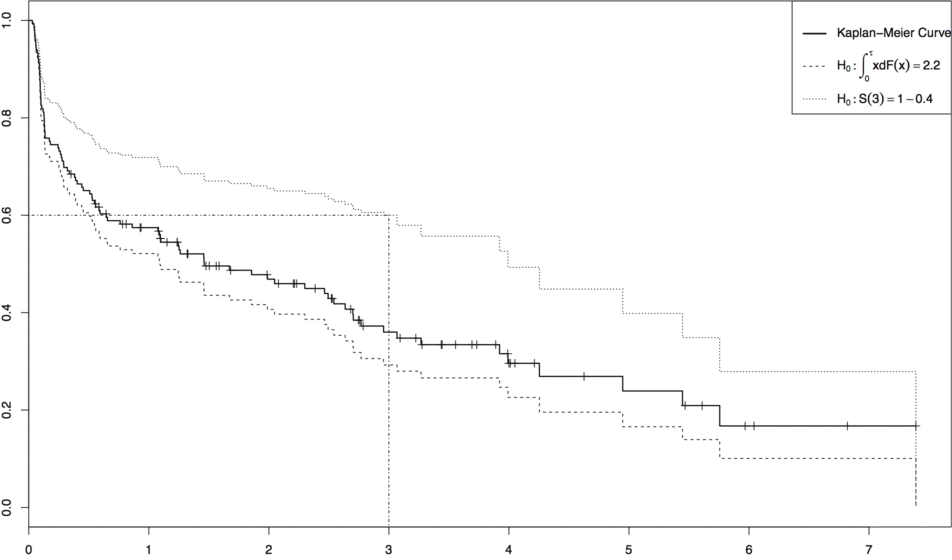 1.0
0.8
0.6
0.4
0.2
0.0
0 1 2 3 4 5 6 7
Kaplan−Meier Curve
H₀ : ∫₀^τ xdF(x) = 2.2
H₀ : S(3) = 1 − 0.4